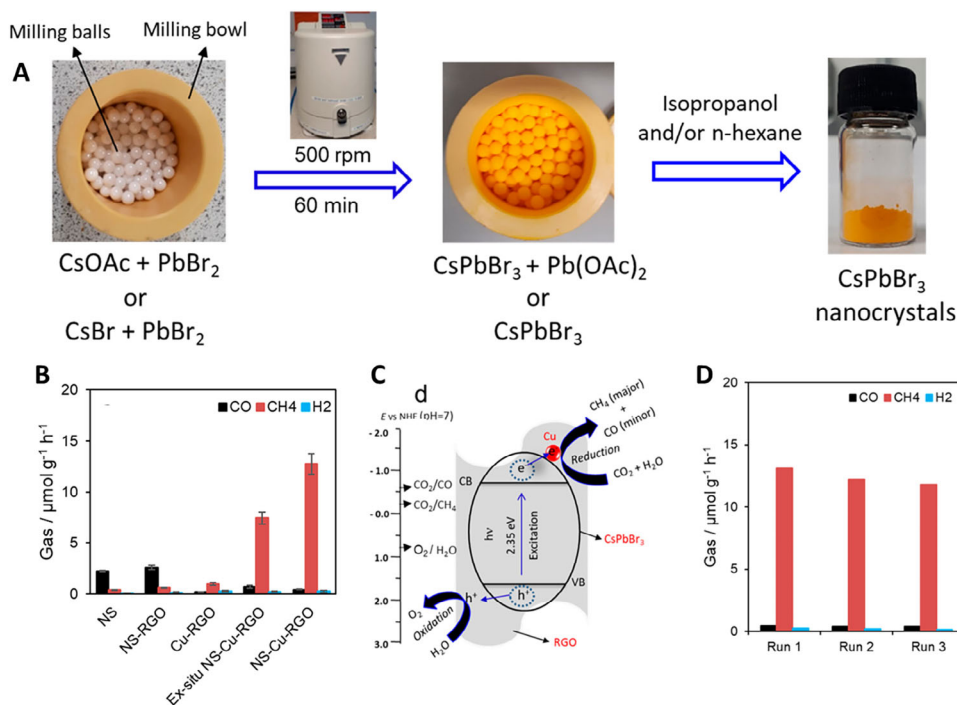 Milling balls
Milling bowl
A
500 rpm
60 min
Isopropanol
and/or n-hexane
CsOAc + PbBr₂
or
CsBr + PbBr₂
CsPbBr₃ + Pb(OAc)₂
or
CsPbBr₃
CsPbBr₃
nanocrystals
B
Gas / µmol g⁻¹ h⁻¹
20
15
10
5
0
CO
CH4
H2
NS
NS-RGO
Cu-RGO
Ex-situ NS-Cu-RGO
NS-Cu-RGO
C
d
E vs NHE (pH=7)
- 2.0
-1.0
- 0.0
1.0
2.0
3.0
CO₂/CO
CO₂/CH₄
O₂/H₂O
CB
VB
hν
2.35 eV
Excitation
e⁻
Cu
e⁻
CH₄ (major)
+
CO (minor)
Reduction
CO₂ + H₂O
CsPbBr₃
h⁺
h⁺
O₂
Oxidation
H₂O
RGO
D
Gas / µmol g⁻¹ h⁻¹
20
15
10
5
0
CO
CH4
H2
Run 1
Run 2
Run 3